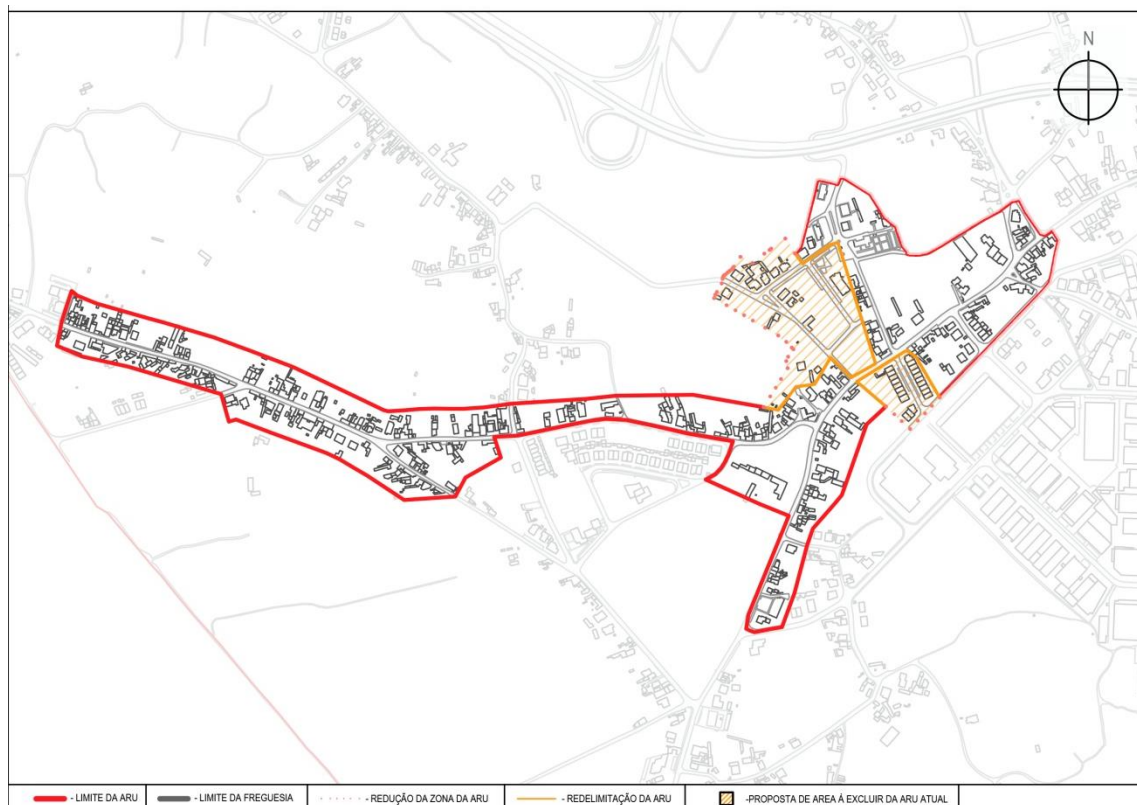 N
- LIMITE DA ARU
- LIMITE DA FREGUESIA
- REDUÇÃO DA ZONA DA ARU
- REDELIMITAÇÃO DA ARU
-PROPOSTA DE AREA Á EXCLUIR DA ARU ATUAL